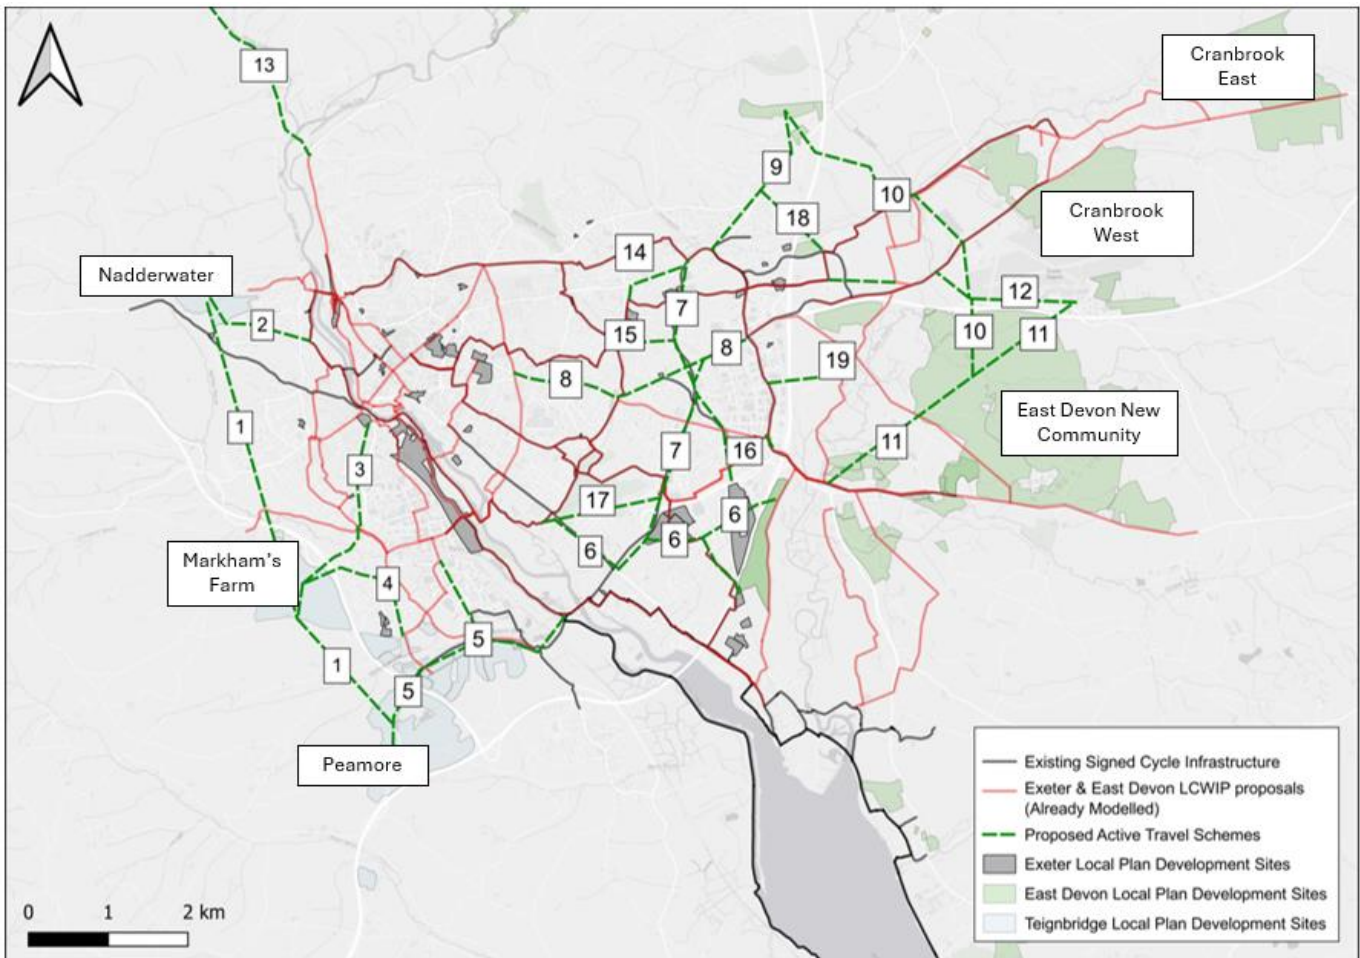 13
Cranbrook
East
9
10
18
Cranbrook
West
14
Nadderwater
7
12
2
15
8
10
11
19
8
East Devon New
Community
1
11
7
16
3
17
6
6
6
Markham's
Farm
4
5
1
5
Peamore
Existing Signed Cycle Infrastructure
Exeter & East Devon LCWIP proposals
(Already Modelled)
Proposed Active Travel Schemes
Exeter Local Plan Development Sites
East Devon Local Plan Development Sites
Teignbridge Local Plan Development Sites
0 1 2 km